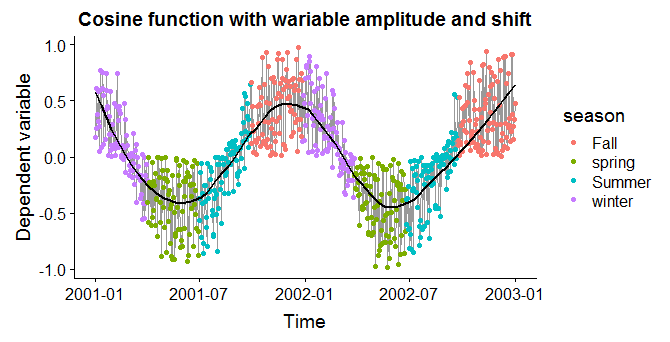 Cosine function with wariable amplitude and shift
Dependent variable
1.0
0.5
0.0
-0.5
-1.0
2001-01 2001-07 2002-01 2002-07 2003-01
Time
season
Fall
spring
Summer
winter